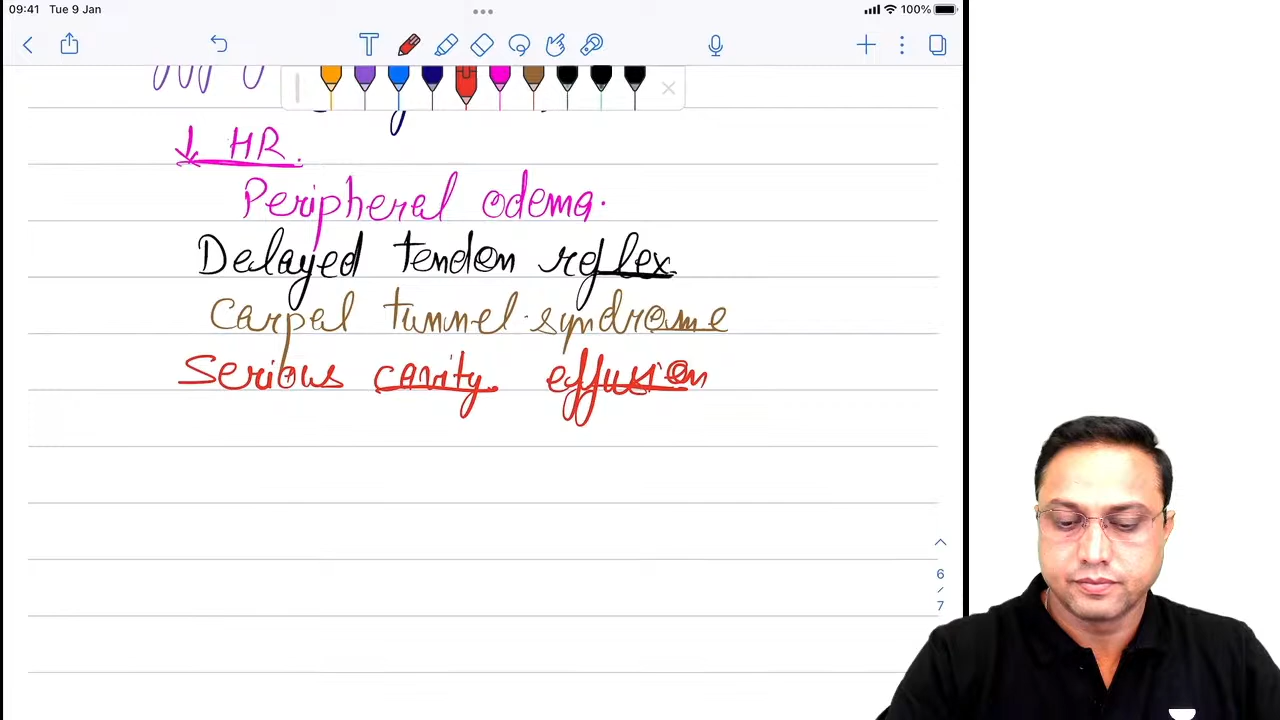 09:41 Tue 9 Jan
100%
T
↓ HR.
Peripheral odema.
Delayed tendon reflex
Carpal tunnel syndrome
Serious cavity effusion
6
7